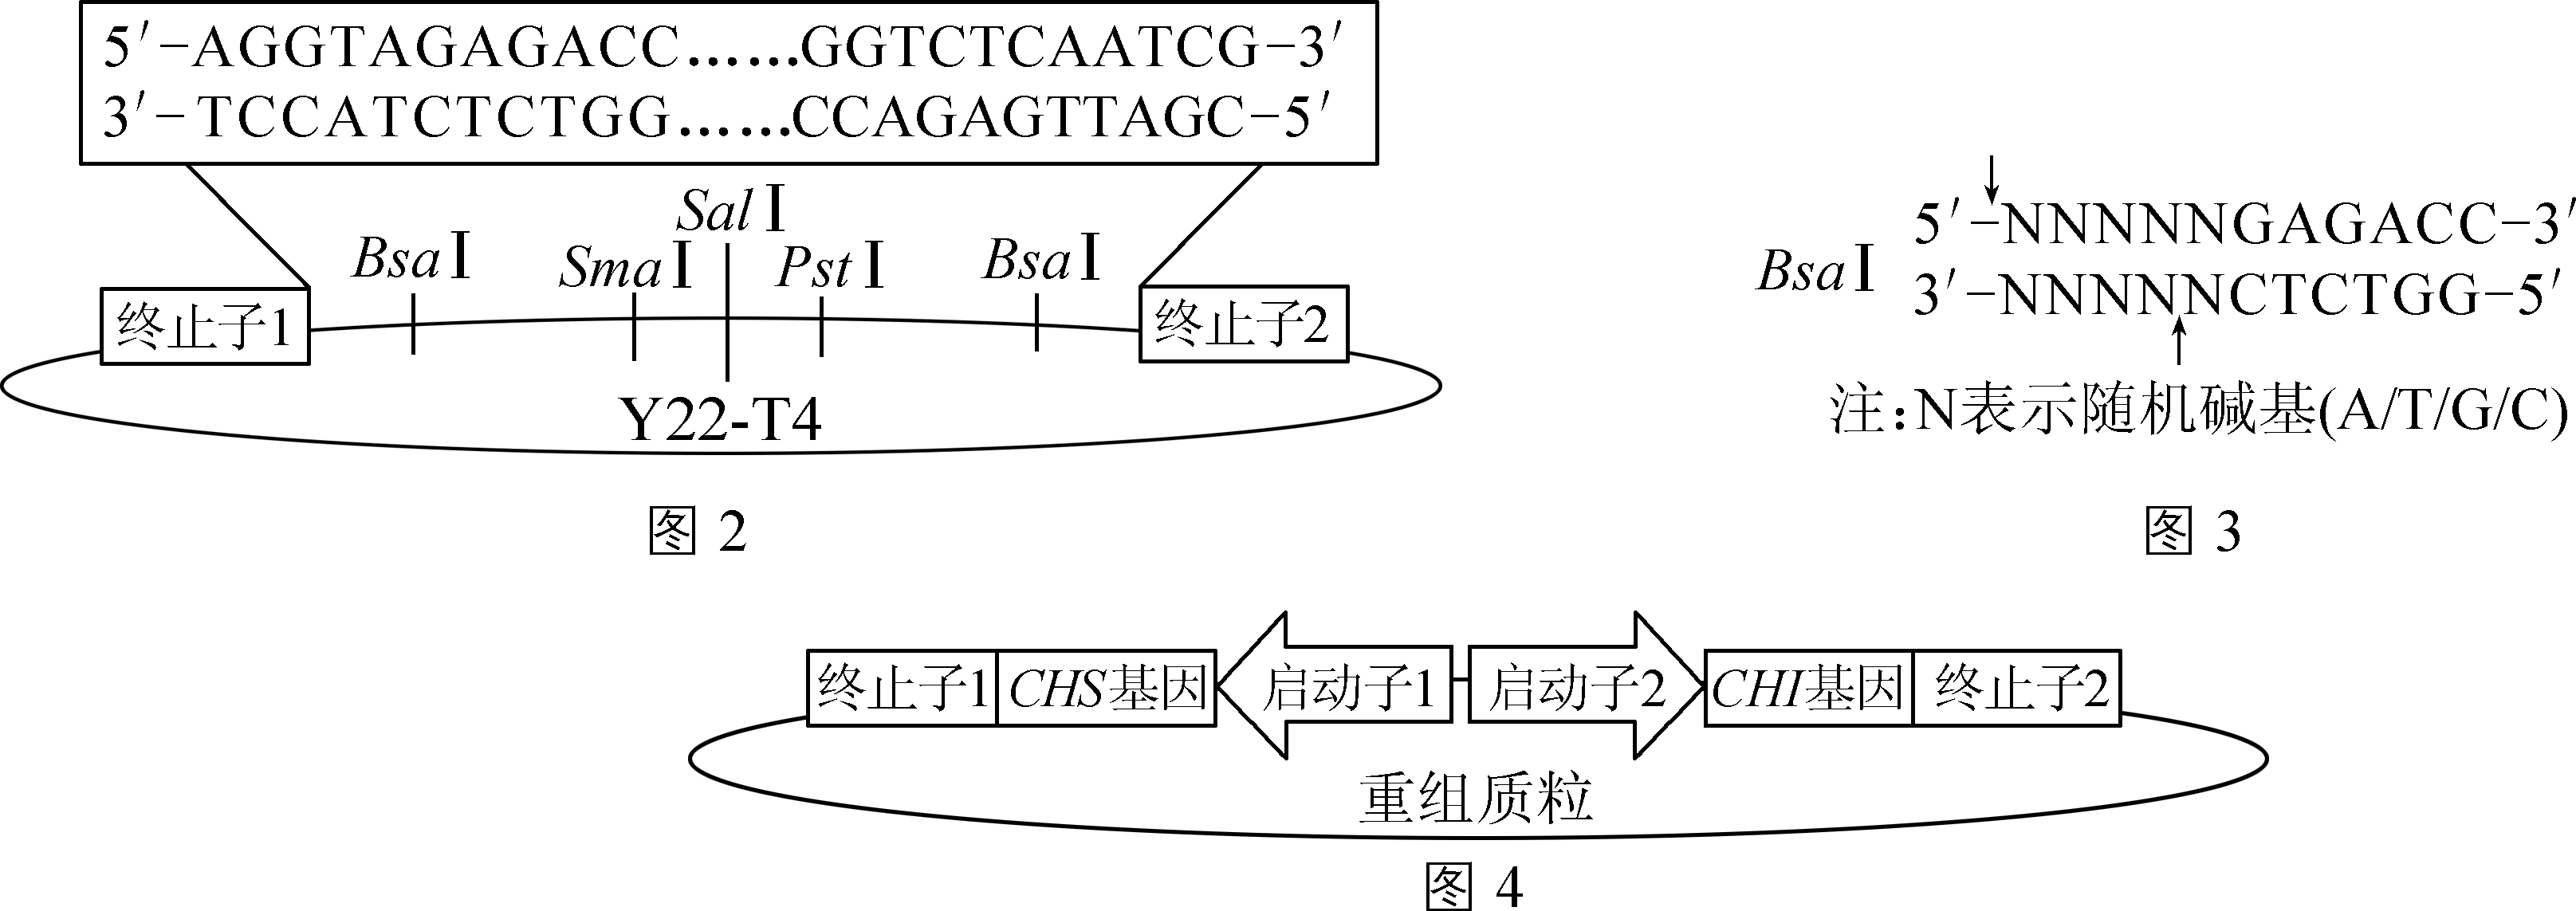 5′-AGGTAGAGACC……GGTCTCAATCG-3′
3′-TCCATCTCTGG……CCAGAGTTAGC-5′
终止子1
BsaⅠ
SmaⅠ
SalⅠ
PstⅠ
BsaⅠ
终止子2
Y22-T4
图 2
BsaⅠ
5′-NNNNNGAGACC-3′
3′-NNNNNCTCTGG-5′
注:N表示随机碱基(A/T/G/C)
图 3
终止子1
CHS基因
启动子1
启动子2
CHI基因
终止子2
重组质粒
图 4